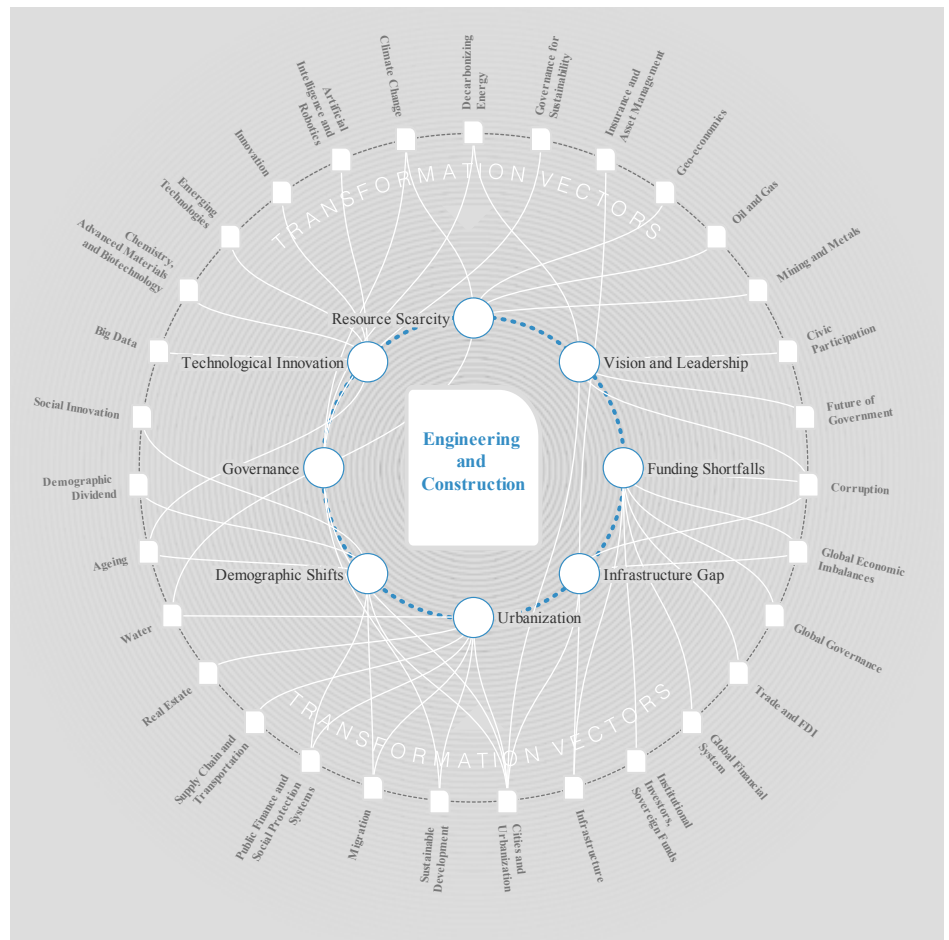 Climate Change
Decarbonizing
Energy
Governance for
Sustainability
Insurance and
Asset Management
Geo-economics
Oil and Gas
Mining and Metals
Civic
Participation
Future of
Government
Corruption
Global Economic
Imbalances
Global Governance
Trade and FDI
Global Financial
System
Institutional
Investors,
Sovereign Funds
Infrastructure
Cities and
Urbanization
Sustainable
Development
Migration
Public Finance and
Social Protection
Systems
Supply Chain and
Transportation
Real Estate
Water
Ageing
Demographic
Dividend
Social Innovation
Big Data
Chemistry,
Advanced Materials
and Biotechnology
Emerging
Technologies
Innovation
Artificial
Intelligence and
Robotics
TRANSFORMATION VECTORS
Resource Scarcity
Technological Innovation
Vision and Leadership
Governance
Engineering
and
Construction
Funding Shortfalls
Demographic Shifts
Infrastructure Gap
Urbanization
TRANSFORMATION VECTORS